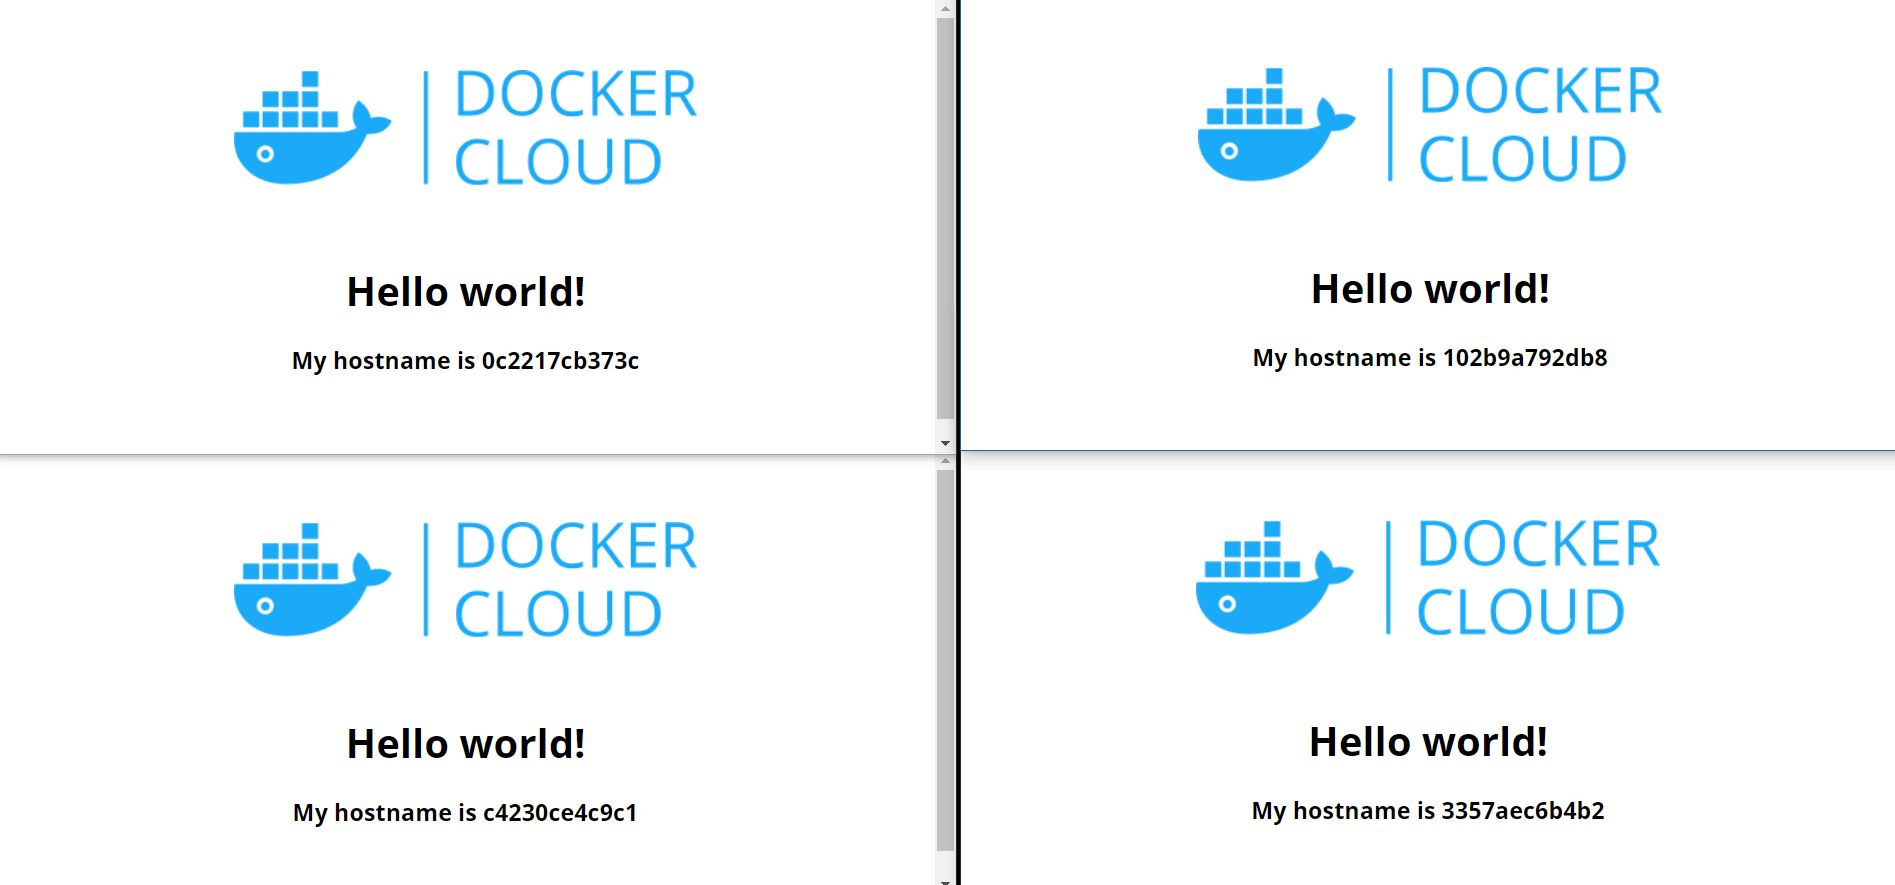 DOCKER
CLOUD
Hello world!
My hostname is 0c2217cb373c
DOCKER
CLOUD
Hello world!
My hostname is 102b9a792db8
DOCKER
CLOUD
Hello world!
My hostname is c4230ce4c9c1
DOCKER
CLOUD
Hello world!
My hostname is 3357aec6b4b2